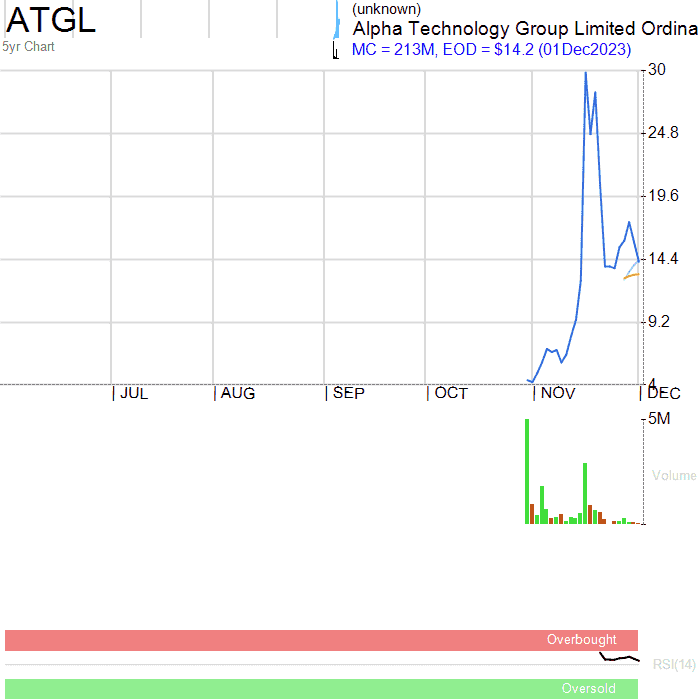 ATGL
(unknown)
Alpha Technology Group Limited Ordina
5yr Chart
MC = 213M, EOD = $14.2 (01Dec2023)
30
24.8
19.6
14.4
9.2
4
JUL AUG SEP OCT NOV DEC
5M
Volume
Overbought
RSI(14)
Oversold